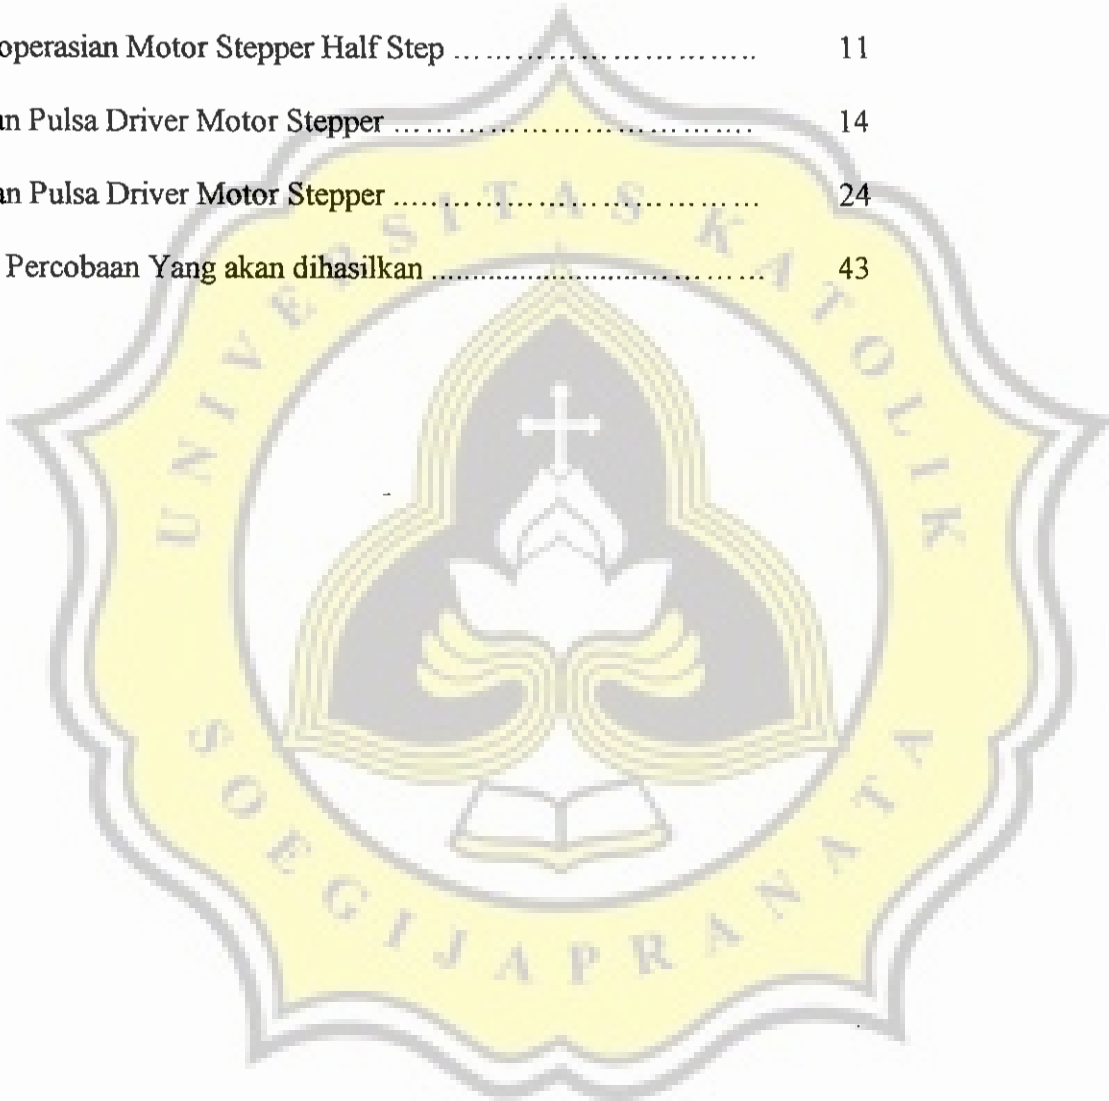 operasian Motor Stepper Half Step ........................... 11
an Pulsa Driver Motor Stepper ................................ 14
an Pulsa Driver Motor Stepper ................................ 24
Percobaan Yang akan dihasilkan ............................... 43
UNIVERSITAS KATOLIK
SOEGIJAPRANATA